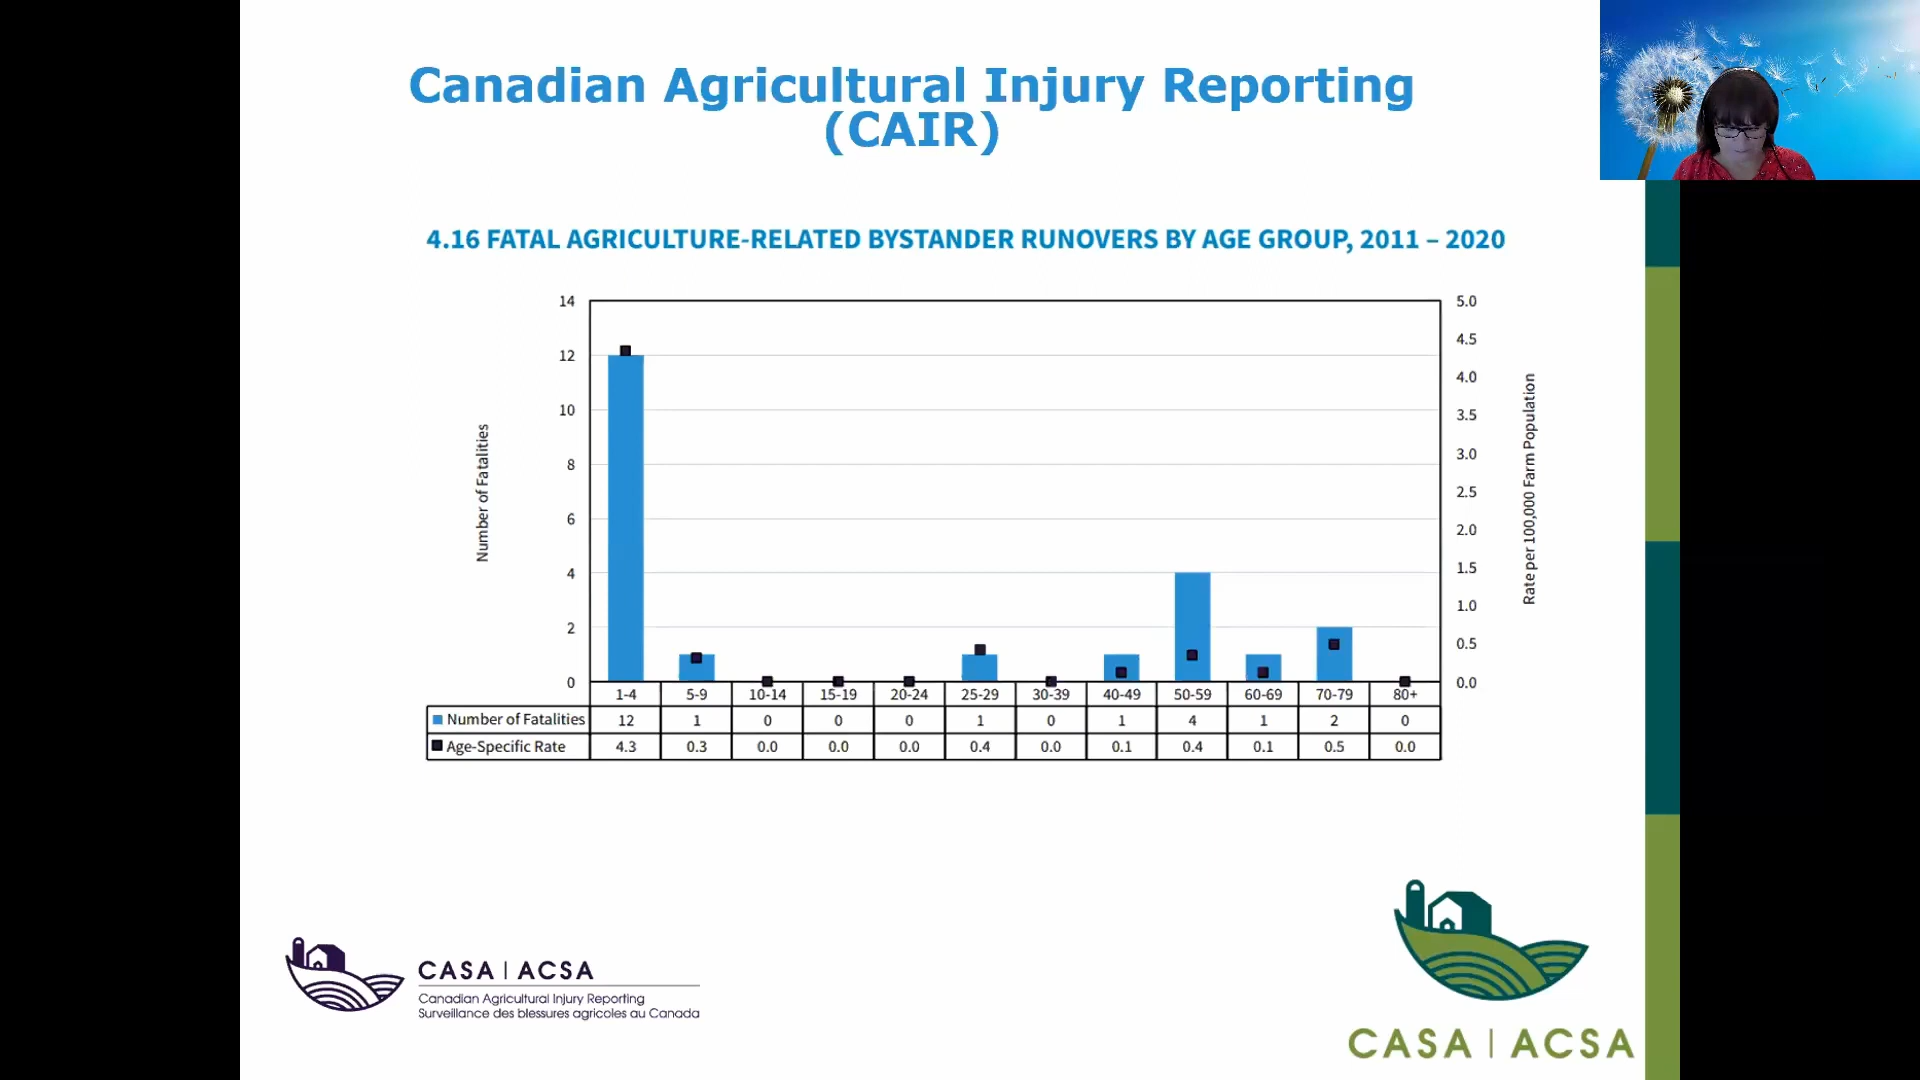 Canadian Agricultural Injury Reporting
(CAIR)
4.16 FATAL AGRICULTURE-RELATED BYSTANDER RUNOVERS BY AGE GROUP, 2011 – 2020
Number of Fatalities
14
12
10
8
6
4
2
0
5.0
4.5
4.0
3.5
3.0
2.5
2.0
1.5
1.0
0.5
0.0
Rate per 100,000 Farm Population
1-4 5-9 10-14 15-19 20-24 25-29 30-39 40-49 50-59 60-69 70-79 80+
Number of Fatalities 12 1 0 0 0 1 0 1 4 1 2 0
Age-Specific Rate 4.3 0.3 0.0 0.0 0.0 0.4 0.0 0.1 0.4 0.1 0.5 0.0
CASA | ACSA
Canadian Agricultural Injury Reporting
Surveillance des blessures agricoles au Canada
CASA | ACSA